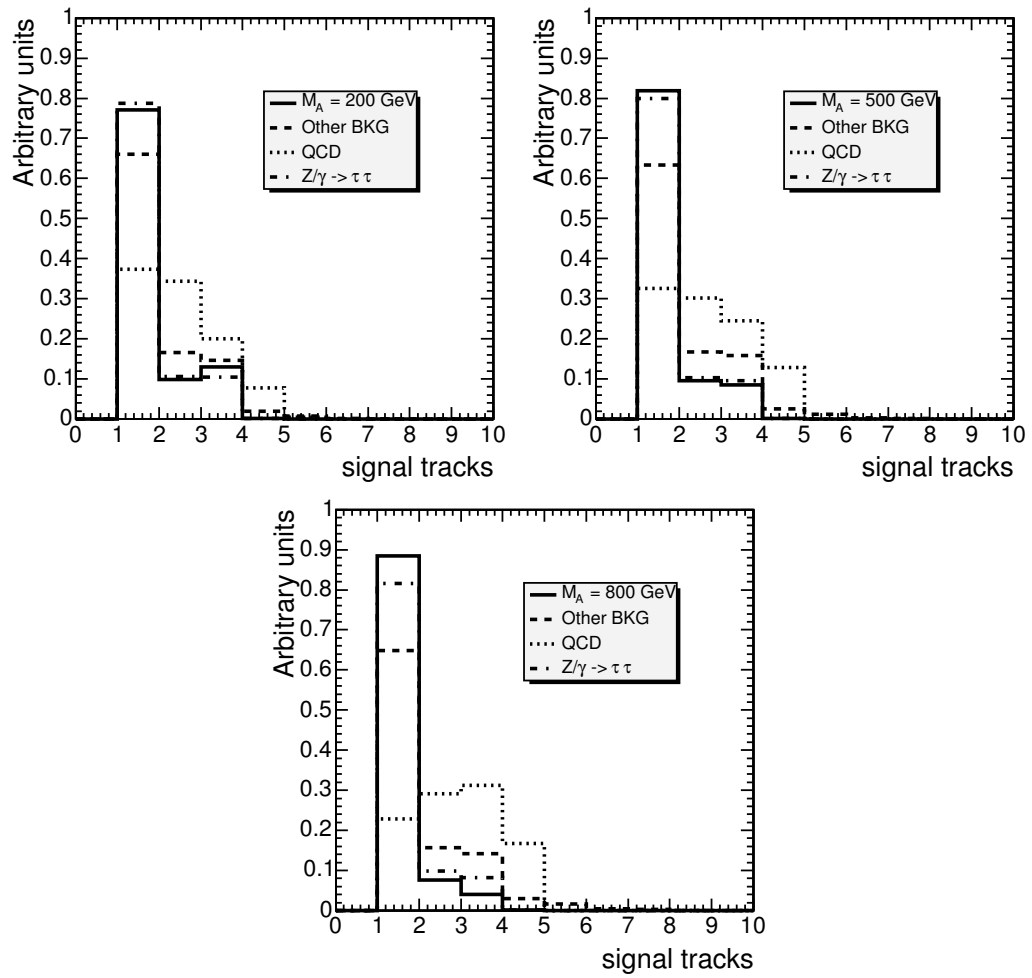 Arbitrary units
1
0.9
0.8
0.7
0.6
0.5
0.4
0.3
0.2
0.1
0
M_A = 200 GeV
Other BKG
QCD
Z/γ -> τ τ
0 1 2 3 4 5 6 7 8 9 10
signal tracks
Arbitrary units
1
0.9
0.8
0.7
0.6
0.5
0.4
0.3
0.2
0.1
0
M_A = 500 GeV
Other BKG
QCD
Z/γ -> τ τ
0 1 2 3 4 5 6 7 8 9 10
signal tracks
Arbitrary units
1
0.9
0.8
0.7
0.6
0.5
0.4
0.3
0.2
0.1
0
M_A = 800 GeV
Other BKG
QCD
Z/γ -> τ τ
0 1 2 3 4 5 6 7 8 9 10
signal tracks